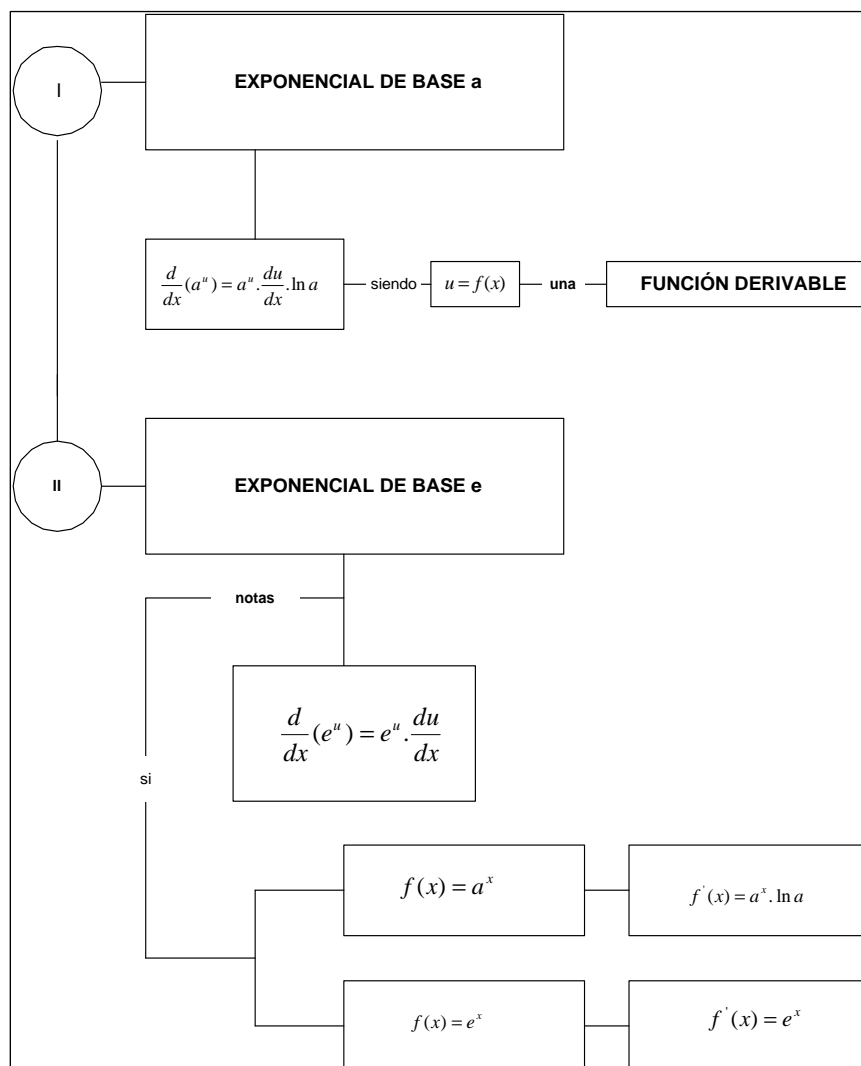 I
EXPONENCIAL DE BASE a
d/dx (a^u) = a^u . du/dx . ln a
siendo
u = f(x)
una
FUNCIÓN DERIVABLE
II
EXPONENCIAL DE BASE e
notas
d/dx (e^u) = e^u . du/dx
si
f(x) = a^x
f'(x) = a^x . ln a
f(x) = e^x
f'(x) = e^x